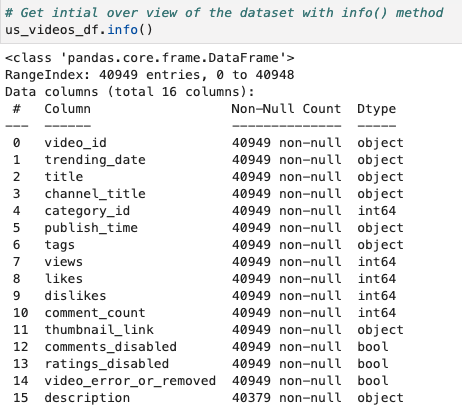 # Get intial over view of the dataset with info() method
us_videos_df.info()
<class 'pandas.core.frame.DataFrame'>
RangeIndex: 40949 entries, 0 to 40948
Data columns (total 16 columns):
 #   Column                  Non-Null Count  Dtype
---  ------                  --------------  -----
 0   video_id                40949 non-null  object
 1   trending_date           40949 non-null  object
 2   title                   40949 non-null  object
 3   channel_title           40949 non-null  object
 4   category_id             40949 non-null  int64
 5   publish_time            40949 non-null  object
 6   tags                    40949 non-null  object
 7   views                   40949 non-null  int64
 8   likes                   40949 non-null  int64
 9   dislikes                40949 non-null  int64
 10  comment_count           40949 non-null  int64
 11  thumbnail_link          40949 non-null  object
 12  comments_disabled       40949 non-null  bool
 13  ratings_disabled        40949 non-null  bool
 14  video_error_or_removed  40949 non-null  bool
 15  description             40379 non-null  object